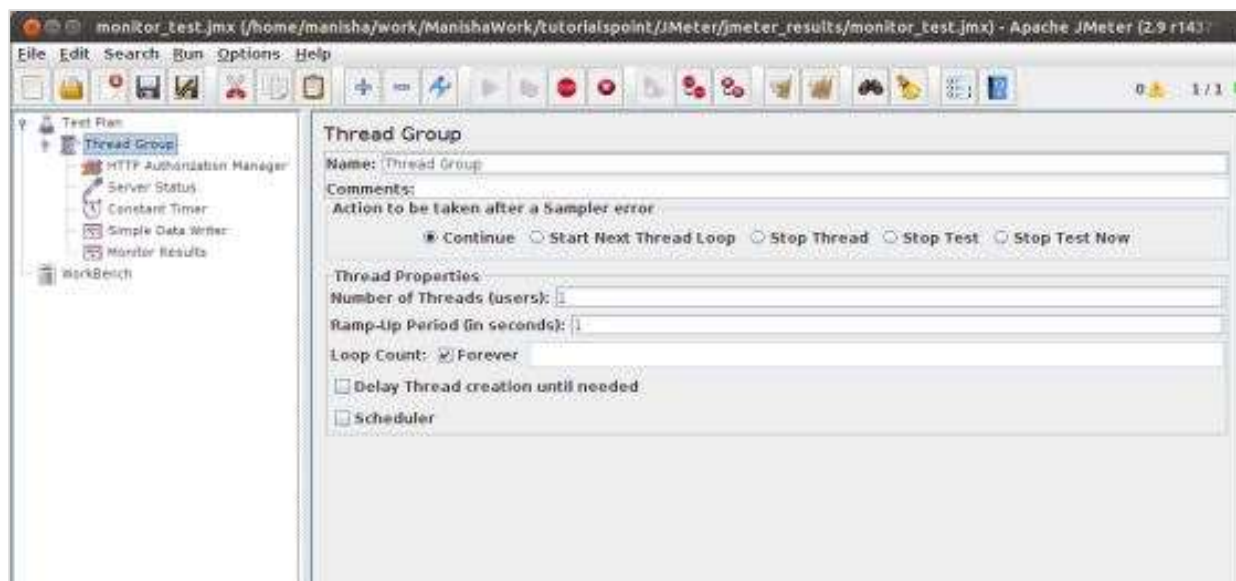 monitor_test.jmx (/home/manisha/work/ManishaWork/tutorialspoint/JMeter/jmeter_results/monitor_test.jmx) - Apache JMeter (2.9 r1437
File Edit Search Run Options Help
0 1 / 1
Test Plan
Thread Group
HTTP Authorization Manager
Server Status
Constant Timer
Simple Data Writer
Monitor Results
WorkBench
Thread Group
Name: Thread Group
Comments:
Action to be taken after a Sampler error
Continue Start Next Thread Loop Stop Thread Stop Test Stop Test Now
Thread Properties
Number of Threads (users): 1
Ramp-Up Period (in seconds): 1
Loop Count: Forever
Delay Thread creation until needed
Scheduler